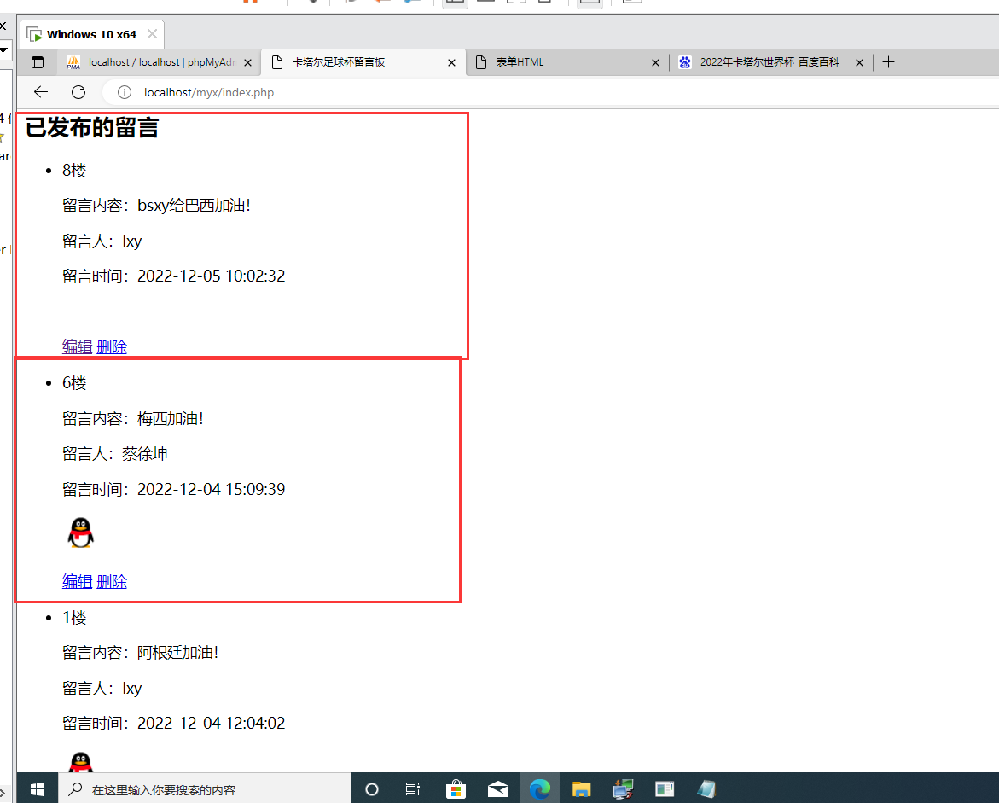 Windows 10 x64
localhost / localhost | phpMyAdr
卡塔尔足球杯留言板
表单HTML
2022年卡塔尔世界杯_百度百科
localhost/myx/index.php
已发布的留言
8楼
留言内容：bsxy给巴西加油！
留言人：lxy
留言时间：2022-12-05 10:02:32
编辑 删除
6楼
留言内容：梅西加油！
留言人：蔡徐坤
留言时间：2022-12-04 15:09:39
编辑 删除
1楼
留言内容：阿根廷加油！
留言人：lxy
留言时间：2022-12-04 12:04:02
在这里输入你要搜索的内容